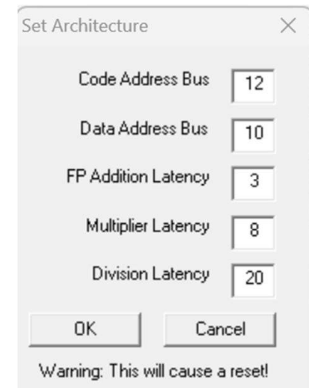 Set Architecture
Code Address Bus 12
Data Address Bus 10
FP Addition Latency 3
Multiplier Latency 8
Division Latency 20
OK Cancel
Warning: This will cause a reset!